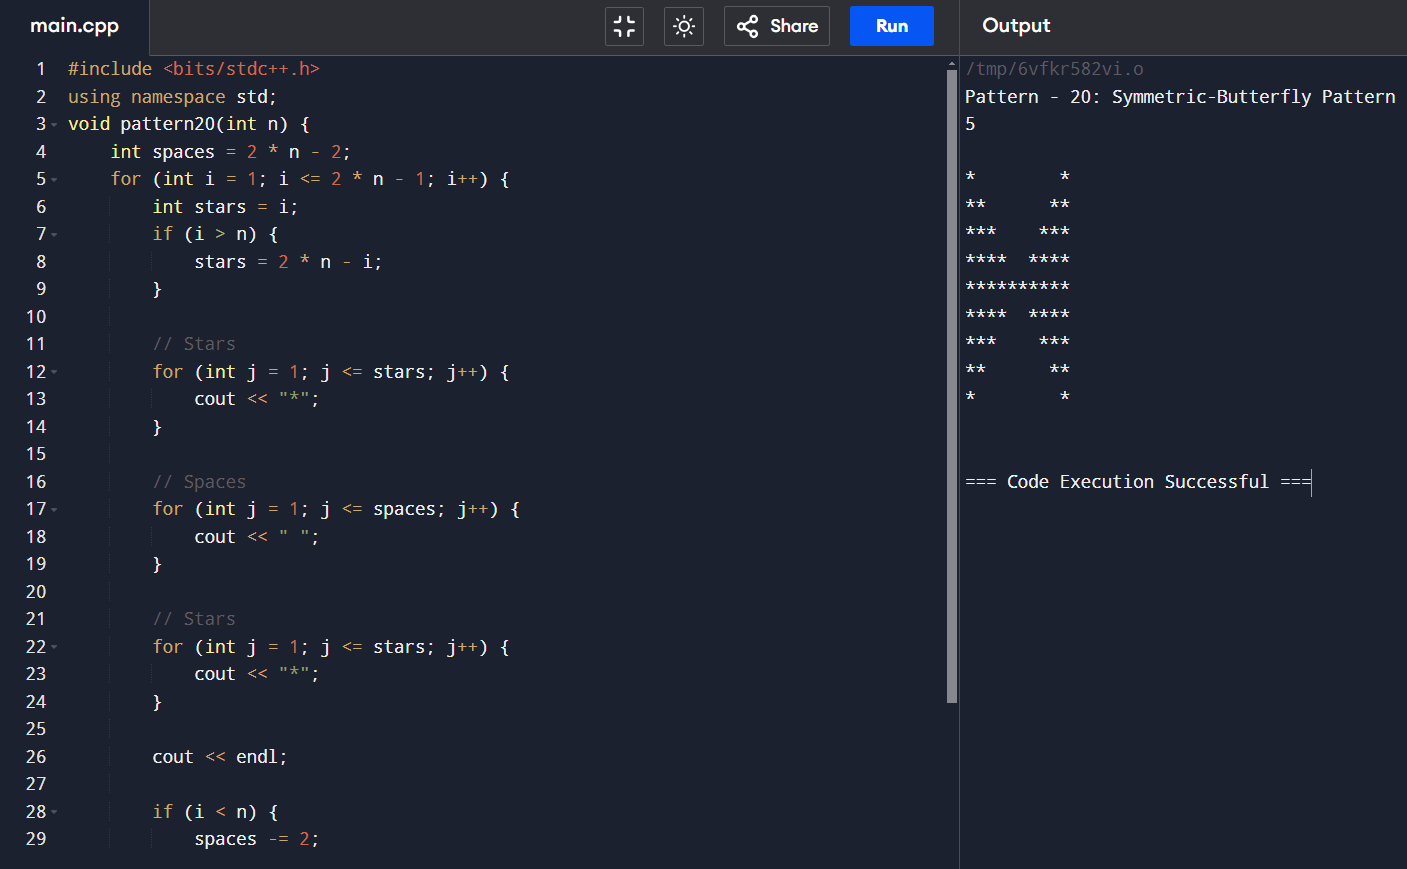 main.cpp
Share
Run
Output
1 #include <bits/stdc++.h>
2 using namespace std;
3 void pattern20(int n) {
4     int spaces = 2 * n - 2;
5     for (int i = 1; i <= 2 * n - 1; i++) {
6         int stars = i;
7         if (i > n) {
8             stars = 2 * n - i;
9         }
10
11         // Stars
12         for (int j = 1; j <= stars; j++) {
13             cout << "*";
14         }
15
16         // Spaces
17         for (int j = 1; j <= spaces; j++) {
18             cout << " ";
19         }
20
21         // Stars
22         for (int j = 1; j <= stars; j++) {
23             cout << "*";
24         }
25
26         cout << endl;
27
28         if (i < n) {
29             spaces -= 2;
/tmp/6vfkr582vi.o
Pattern - 20: Symmetric-Butterfly Pattern
5
*        *
**      **
***    ***
****  ****
**********
****  ****
***    ***
**      **
*        *
=== Code Execution Successful ===